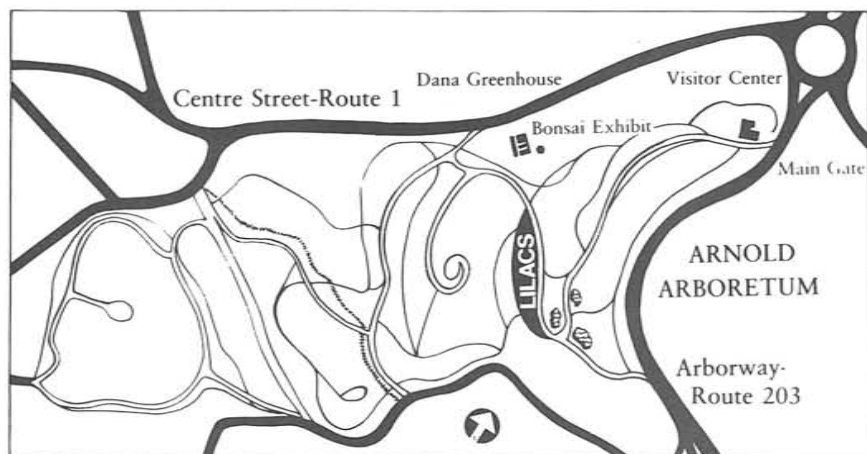 Dana Greenhouse
Visitor Center
Centre Street-Route 1
Bonsai Exhibit
Main Gate
LILACS
ARNOLD
ARBORETUM
Arborway-
Route 203